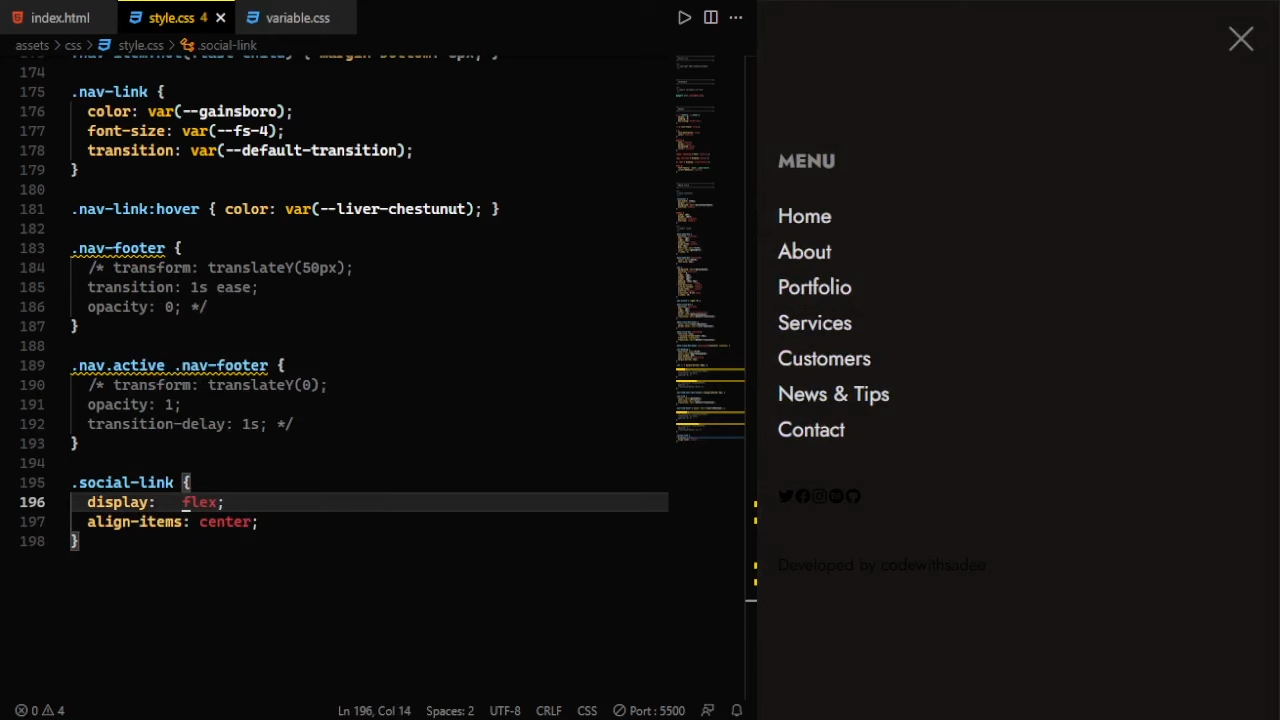 index.html
style.css 4
variable.css
assets > css > style.css > .social-link
174
175 .nav-link {
176 color: var(--gainsboro);
177 font-size: var(--fs-4);
178 transition: var(--default-transition);
179 }
180
181 .nav-link:hover { color: var(--liver-chestunut); }
182
183 .nav-footer {
184 /* transform: translateY(50px);
185 transition: 1s ease;
186 opacity: 0; */
187 }
188
189 .nav.active .nav-footer {
190 /* transform: translateY(0);
191 opacity: 1;
192 transition-delay: 1s; */
193 }
194
195 .social-link {
196 display: flex;
197 align-items: center;
198 }
0 4
Ln 196, Col 14
Spaces: 2
UTF-8
CRLF
CSS
Port : 5500
MENU
Home
About
Portfolio
Services
Customers
News & Tips
Contact
Developed by codewithsadee